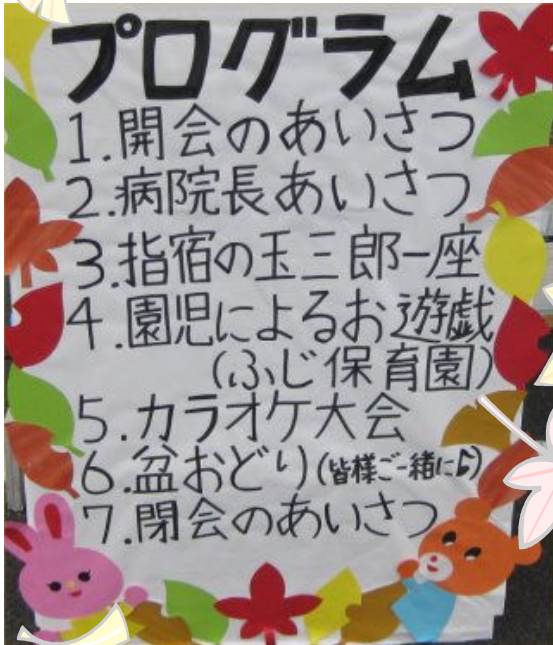 プログラム
1.開会のあいさつ
2.病院長あいさつ
3.指宿の玉三郎一座
4.園児によるお遊戯
(ふじ保育園)
5.カラオケ大会
6.盆おどり(皆様ご一緒に♪)
7.閉会のあいさつ